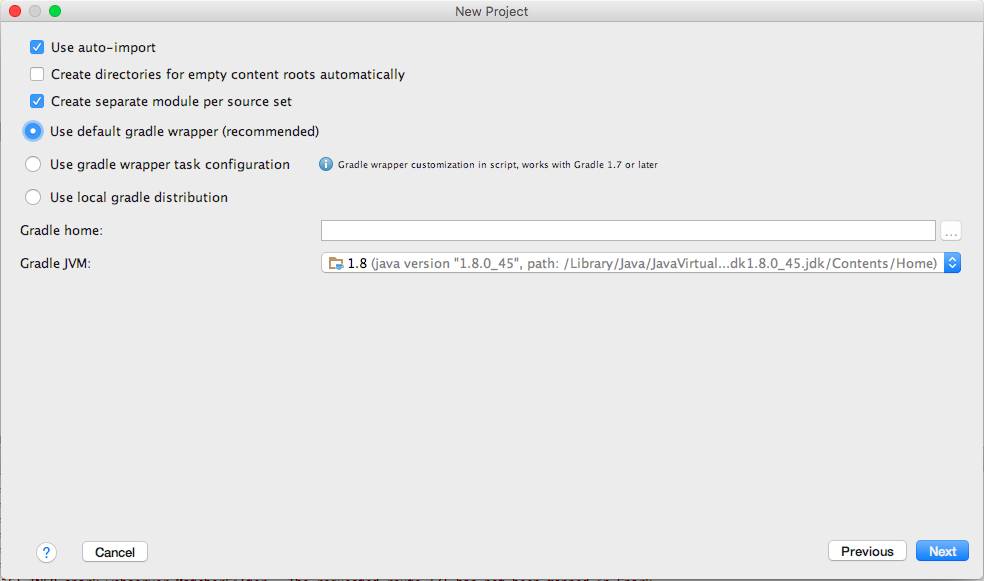 New Project
Use auto-import
Create directories for empty content roots automatically
Create separate module per source set
Use default gradle wrapper (recommended)
Use gradle wrapper task configuration
Gradle wrapper customization in script, works with Gradle 1.7 or later
Use local gradle distribution
Gradle home:
...
Gradle JVM:
1.8 (java version "1.8.0_45", path: /Library/Java/JavaVirtual...dk1.8.0_45.jdk/Contents/Home)
?
Cancel
Previous
Next